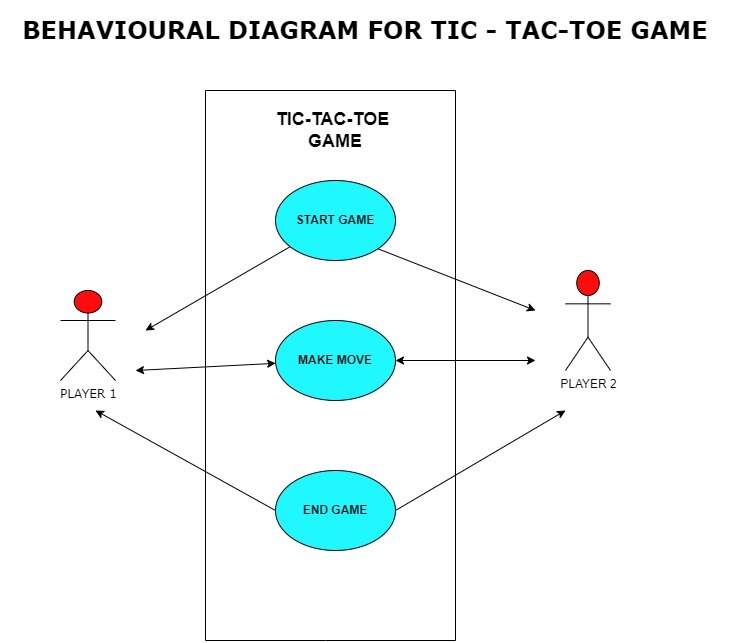 BEHAVIOURAL DIAGRAM FOR TIC - TAC-TOE GAME
TIC-TAC-TOE
GAME
START GAME
MAKE MOVE
PLAYER 1
PLAYER 2
END GAME